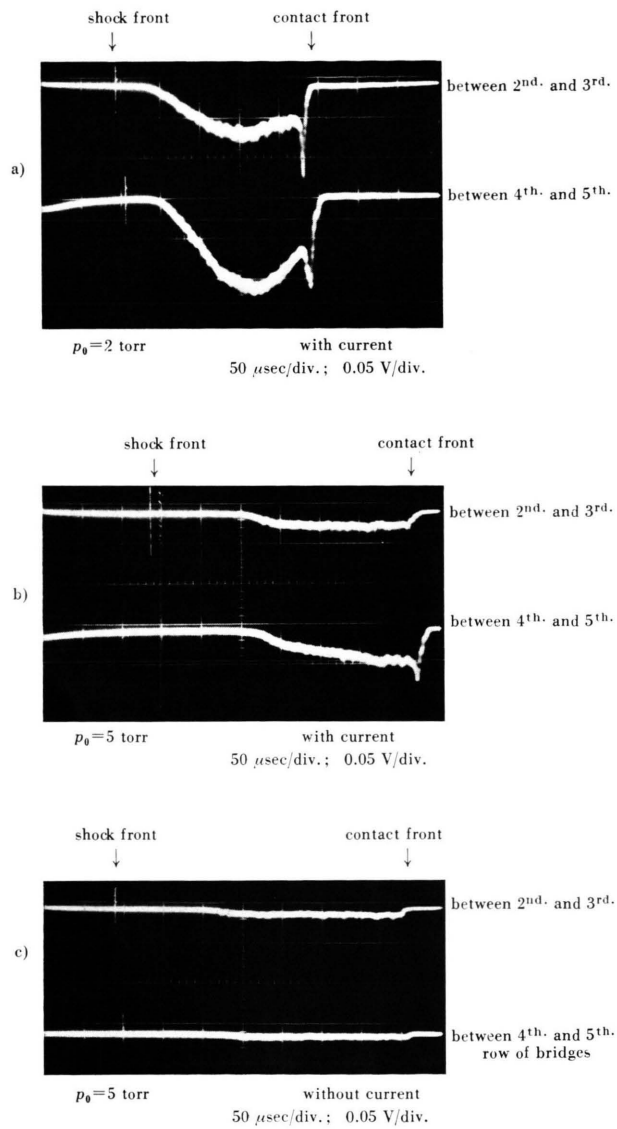 shock front contact front
a)
between 2nd. and 3rd.
between 4th. and 5th.
p₀=2 torr with current
50 μsec/div.; 0.05 V/div.
shock front contact front
b)
between 2nd. and 3rd.
between 4th. and 5th.
p₀=5 torr with current
50 μsec/div.; 0.05 V/div.
shock front contact front
c)
between 2nd. and 3rd.
between 4th. and 5th.
row of bridges
p₀=5 torr without current
50 μsec/div.; 0.05 V/div.